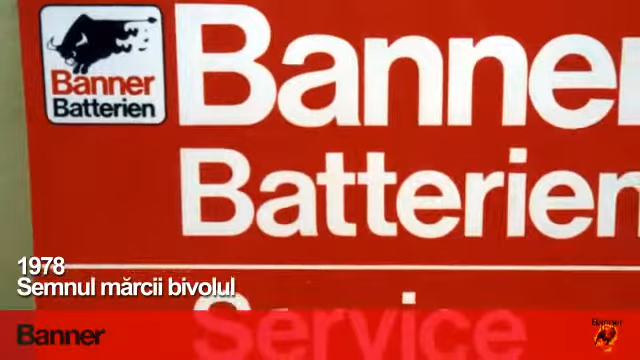 Banner
Batterien
Banner
Batterien
1978
Semnul mărcii bivolul
Service
Banner
Banner